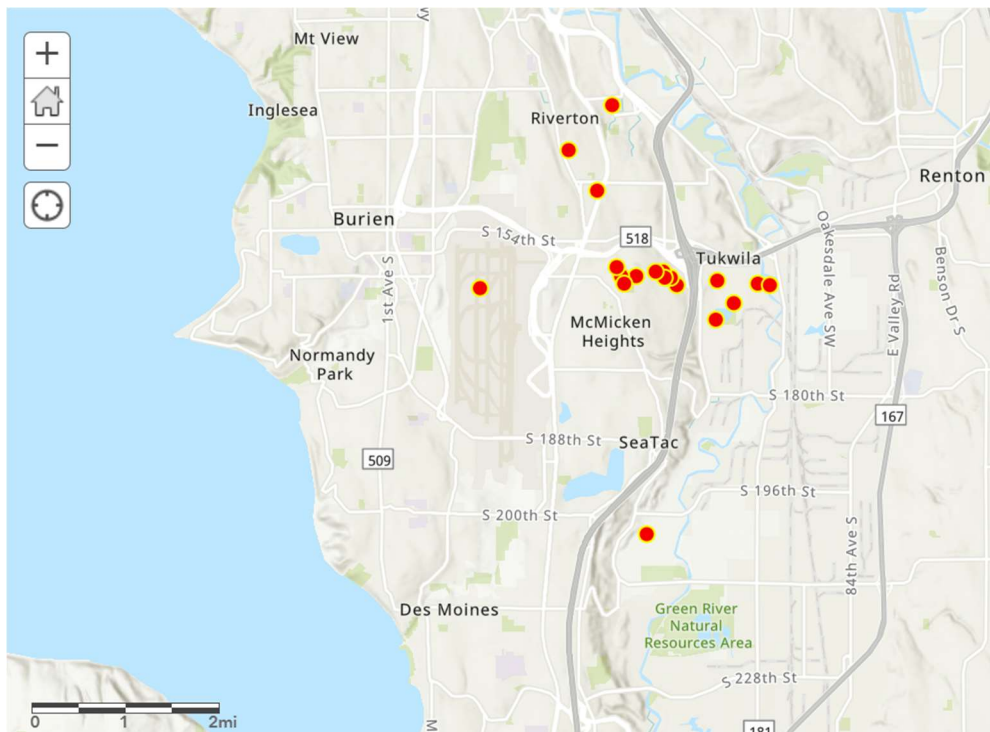 Mt View
Inglesea
Riverton
Renton
Burien
S 154th St
518
Tukwila
Oakesdale Ave SW
Benson Dr S
1st Ave S
E Valley Rd
McMicken
Heights
Normandy
Park
S 180th St
167
S 188th St
SeaTac
509
S 196th St
S 200th St
84th Ave S
Des Moines
Green River
Natural
Resources Area
S 228th St
0 1 2mi
181